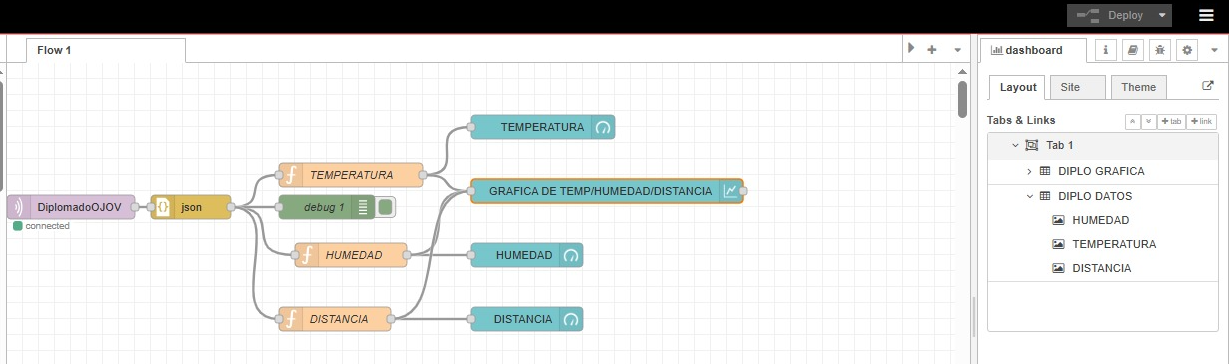 Deploy
Flow 1
dashboard
Layout
Site
Theme
Tabs & Links
tab
link
Tab 1
DIPLO GRAFICA
DIPLO DATOS
HUMEDAD
TEMPERATURA
DISTANCIA
TEMPERATURA
TEMPERATURA
GRAFICA DE TEMP/HUMEDAD/DISTANCIA
DiplomadoOJOV
json
debug 1
connected
HUMEDAD
HUMEDAD
DISTANCIA
DISTANCIA